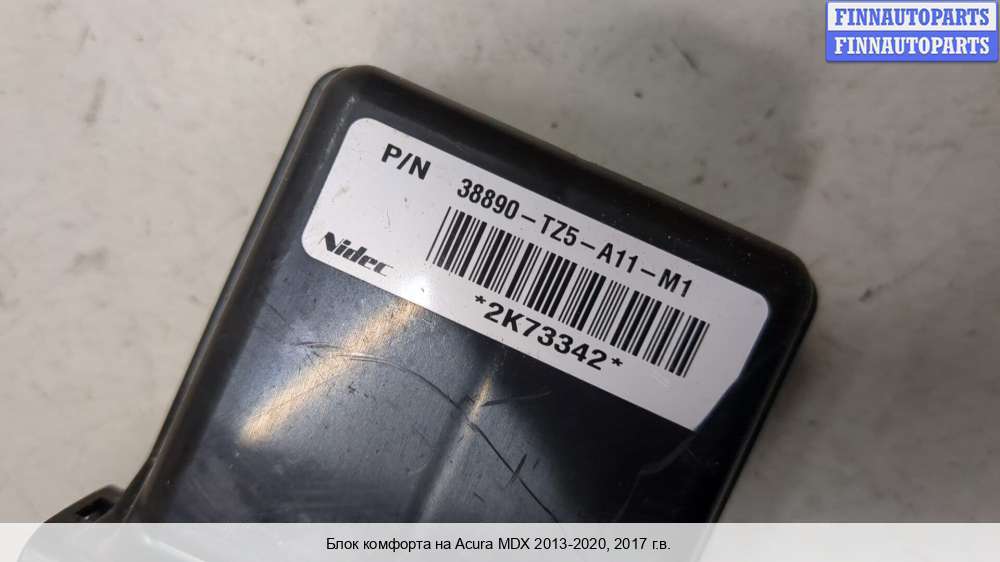 FINNAUTOPARTS
FINNAUTOPARTS
P/N 38890-TZ5-A11-M1
Nidec
*2K73342*
Блок комфорта на Acura MDX 2013-2020, 2017 г.в.